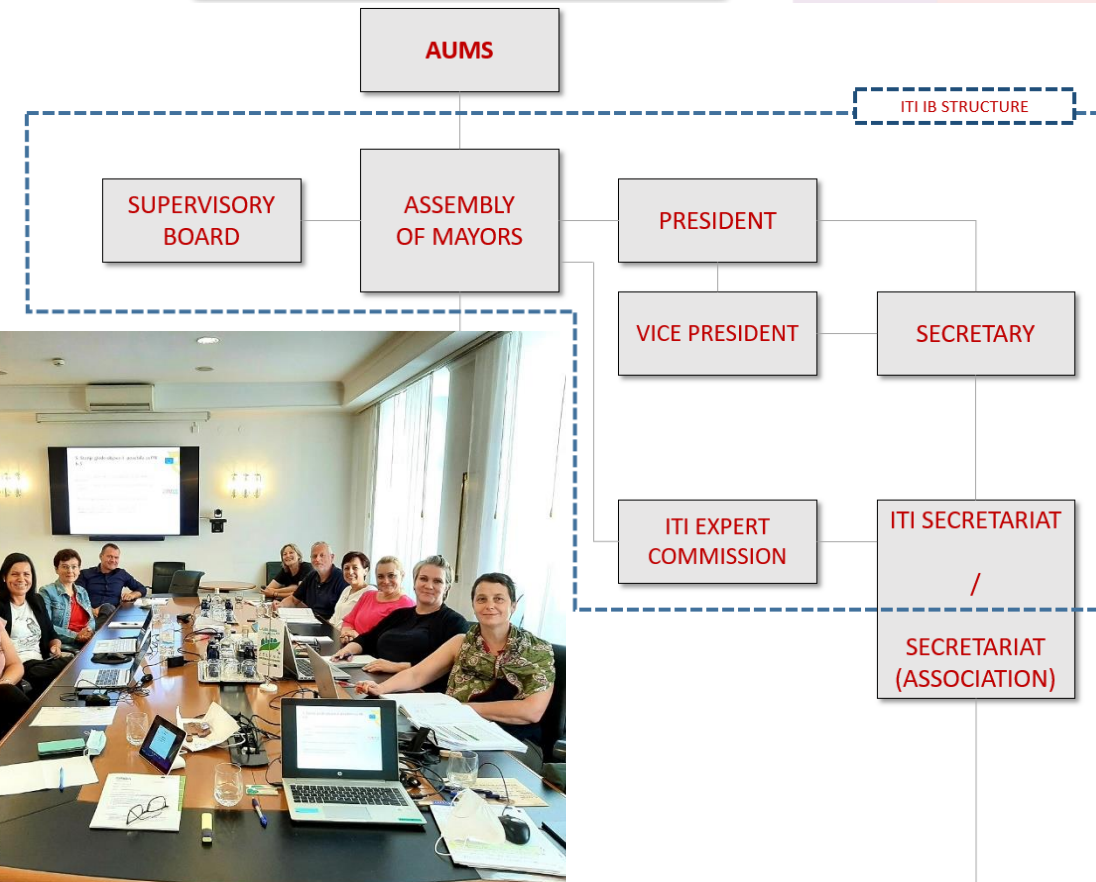 AUMS
ITI IB STRUCTURE
SUPERVISORY
BOARD
ASSEMBLY
OF MAYORS
PRESIDENT
VICE PRESIDENT
SECRETARY
ITI EXPERT
COMMISSION
ITI SECRETARIAT
/
SECRETARIAT
(ASSOCIATION)